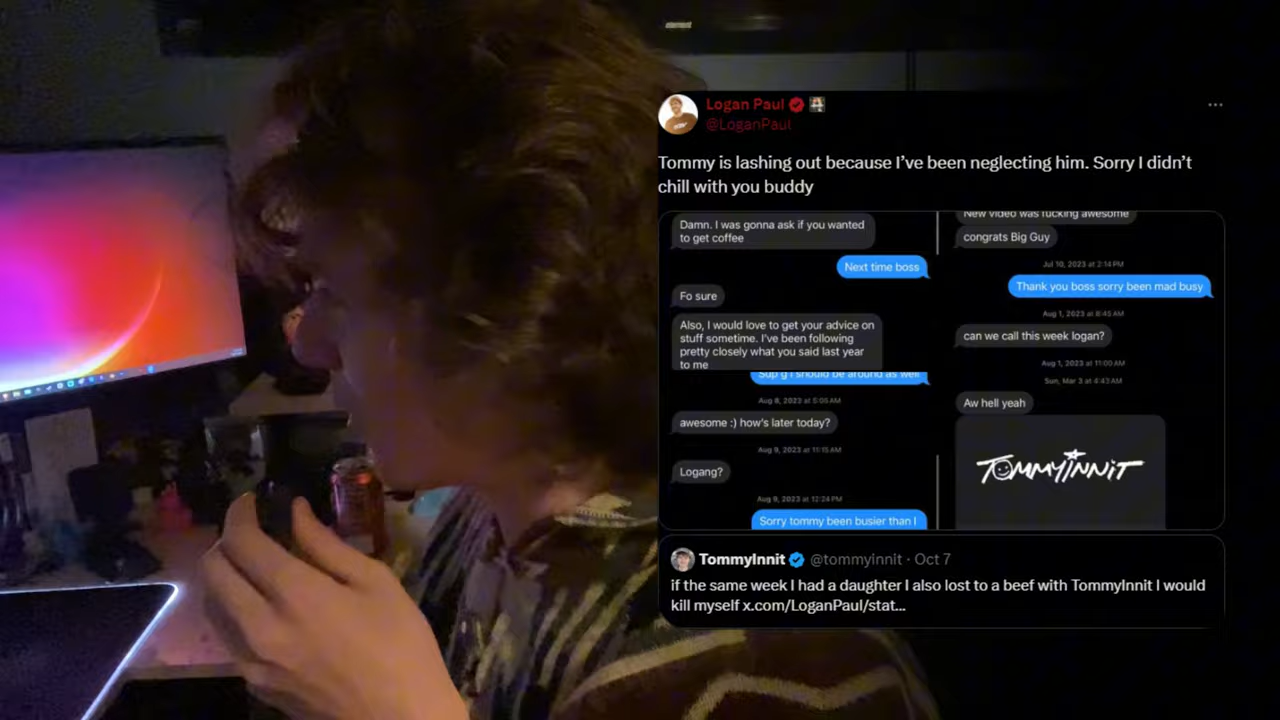 Logan Paul
@LoganPaul
Tommy is lashing out because I've been neglecting him. Sorry I didn't
chill with you buddy
Damn. I was gonna ask if you wanted
to get coffee
Next time boss
Fo sure
Also, I would love to get your advice on
stuff sometime. I've been following
pretty closely what you said last year
to me
Sup g I should be around as well
Aug 8, 2023 at 5:05 AM
awesome :) how's later today?
Aug 9, 2023 at 11:15 AM
Logang?
Aug 9, 2023 at 12:24 PM
Sorry tommy been busier than I
New video was fucking awesome
congrats Big Guy
Jul 10, 2023 at 2:14 PM
Thank you boss sorry been mad busy
Aug 1, 2023 at 8:45 AM
can we call this week logan?
Aug 1, 2023 at 11:00 AM
Sun, Mar 3 at 4:43 AM
Aw hell yeah
TOMMYINNIT
TommyInnit @tommyinnit · Oct 7
if the same week I had a daughter I also lost to a beef with TommyInnit I would
kill myself x.com/LoganPaul/stat...